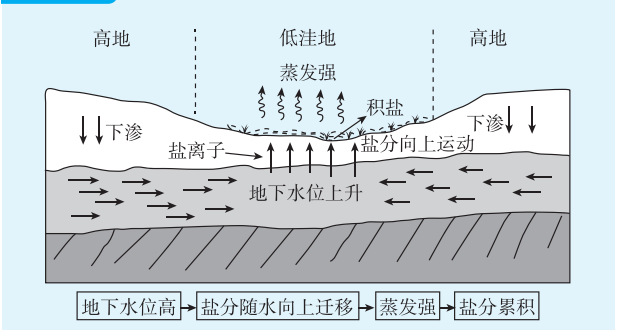 高地 低洼地 高地
蒸发强
积盐
下渗 下渗
盐离子 盐分向上运动
地下水位上升
地下水位高 盐分随水向上迁移 蒸发强 盐分累积